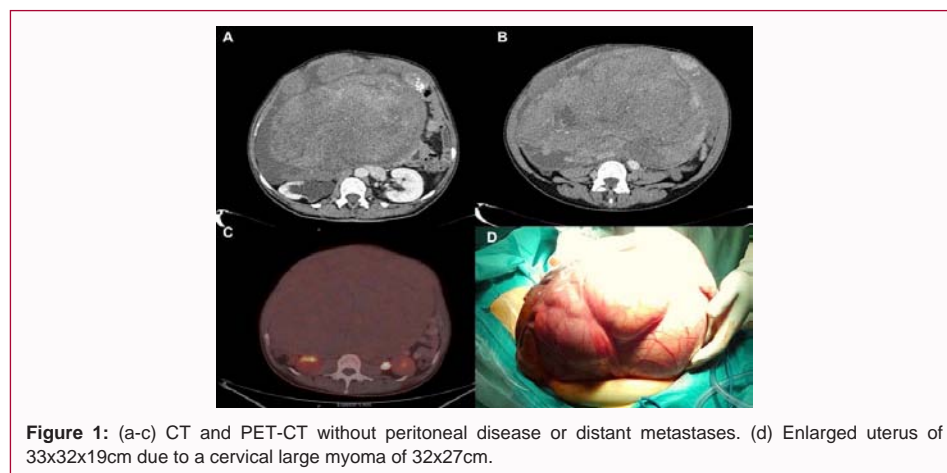 A
B
C
D
Figure 1: (a-c) CT and PET-CT without peritoneal disease or distant metastases. (d) Enlarged uterus of
33x32x19cm due to a cervical large myoma of 32x27cm.